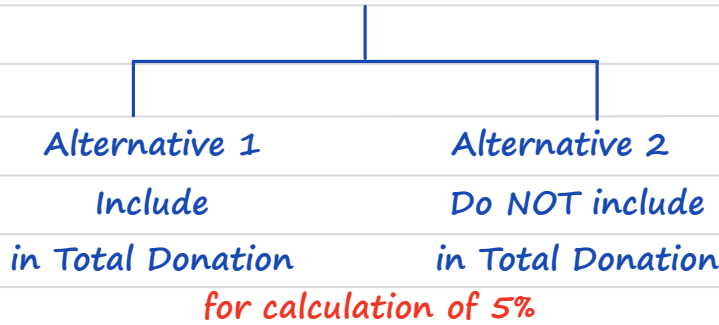 Alternative 1
Alternative 2
Include
Do NOT include
in Total Donation
in Total Donation
for calculation of 5%